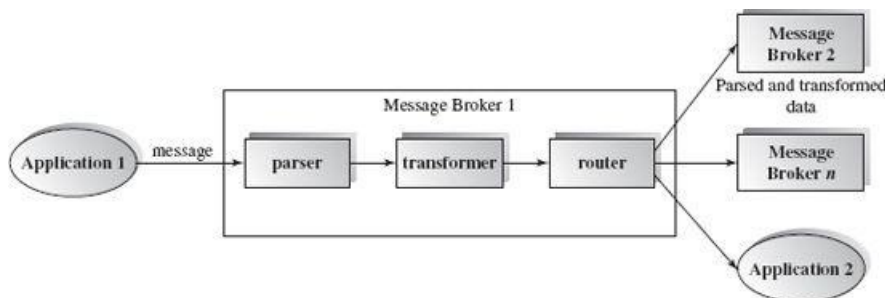 Message
Broker 2
Parsed and transformed
data
Message Broker 1
Application 1
message
parser
transformer
router
Message
Broker n
Application 2